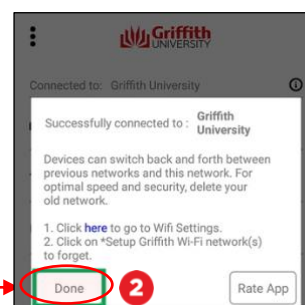 Griffith
UNIVERSITY
Connected to: Griffith University
Successfully connected to : Griffith
University
Devices can switch back and forth between
previous networks and this network. For
optimal speed and security, delete your
old network.
1. Click here to go to Wifi Settings.
2. Click on *Setup Griffith Wi-Fi network(s)
to forget.
Done
2
Rate App